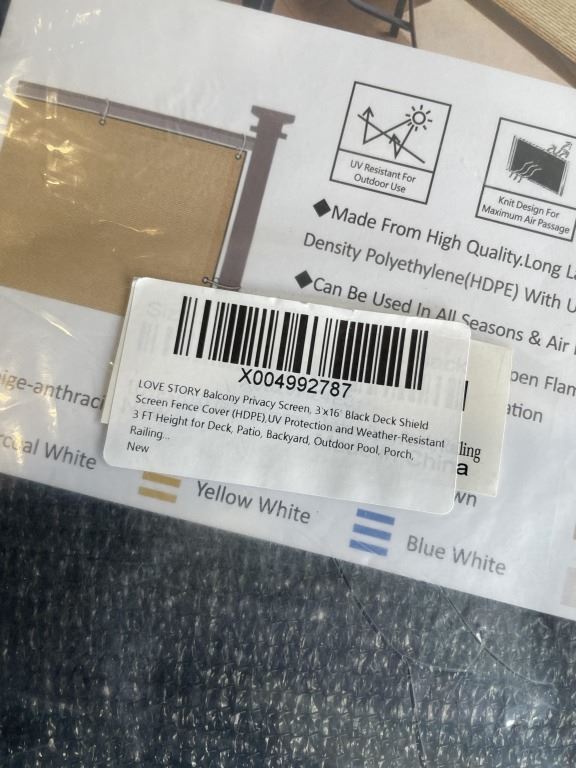 UV Resistant For
Outdoor Use
Knit Design For
Maximum Air Passage
◆Made From High Quality.Long
Density Polyethylene(HDPE) With
◆Can Be Used In All Seasons & Air
X004992787
LOVE STORY Balcony Privacy Screen, 3'x16' Black Deck Shield
Screen Fence Cover (HDPE),UV Protection and Weather-Resistant
3 FT Height for Deck, Patio, Backyard, Outdoor Pool, Porch,
Railing...
New
White
Yellow White
Blue White